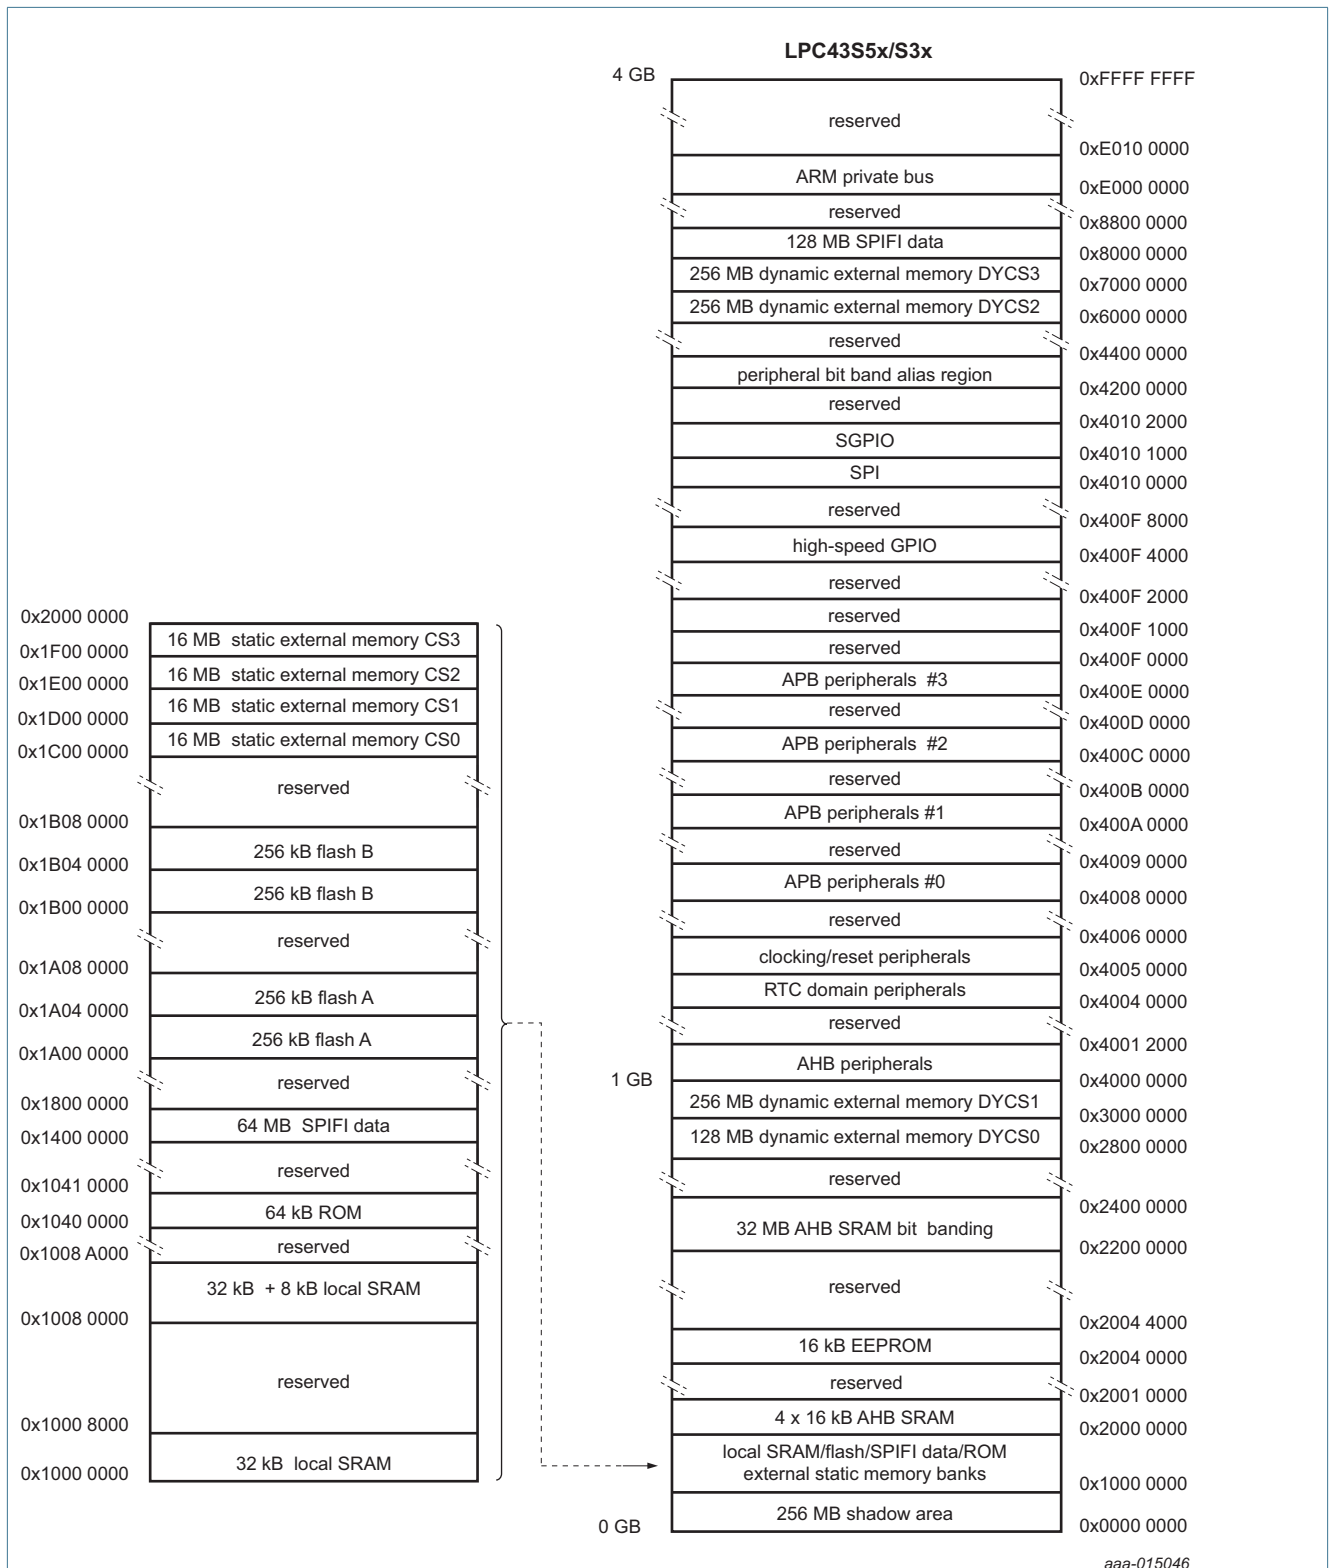 LPC43S5x/S3x
4 GB
0xFFFF FFFF
reserved
0xE010 0000
ARM private bus
0xE000 0000
reserved
0x8800 0000
128 MB SPIFI data
0x8000 0000
256 MB dynamic external memory DYCS3
0x7000 0000
256 MB dynamic external memory DYCS2
0x6000 0000
reserved
0x4400 0000
peripheral bit band alias region
0x4200 0000
reserved
0x4010 2000
SGPIO
0x4010 1000
SPI
0x4010 0000
reserved
0x400F 8000
high-speed GPIO
0x400F 4000
reserved
0x400F 2000
reserved
0x400F 1000
reserved
0x400F 0000
APB peripherals #3
0x400E 0000
reserved
0x400D 0000
APB peripherals #2
0x400C 0000
reserved
0x400B 0000
APB peripherals #1
0x400A 0000
reserved
0x4009 0000
APB peripherals #0
0x4008 0000
reserved
0x4006 0000
clocking/reset peripherals
0x4005 0000
RTC domain peripherals
0x4004 0000
reserved
0x4001 2000
AHB peripherals
1 GB
0x4000 0000
256 MB dynamic external memory DYCS1
0x3000 0000
128 MB dynamic external memory DYCS0
0x2800 0000
reserved
0x2400 0000
32 MB AHB SRAM bit banding
0x2200 0000
reserved
0x2004 4000
16 kB EEPROM
0x2004 0000
reserved
0x2001 0000
4 x 16 kB AHB SRAM
0x2000 0000
local SRAM/flash/SPIFI data/ROM
external static memory banks
0x1000 0000
256 MB shadow area
0 GB
0x0000 0000
0x2000 0000
16 MB static external memory CS3
0x1F00 0000
16 MB static external memory CS2
0x1E00 0000
16 MB static external memory CS1
0x1D00 0000
16 MB static external memory CS0
0x1C00 0000
reserved
0x1B08 0000
256 kB flash B
0x1B04 0000
256 kB flash B
0x1B00 0000
reserved
0x1A08 0000
256 kB flash A
0x1A04 0000
256 kB flash A
0x1A00 0000
reserved
0x1800 0000
64 MB SPIFI data
0x1400 0000
reserved
0x1041 0000
64 kB ROM
0x1040 0000
reserved
0x1008 A000
32 kB + 8 kB local SRAM
0x1008 0000
reserved
0x1000 8000
32 kB local SRAM
0x1000 0000
aaa-015046